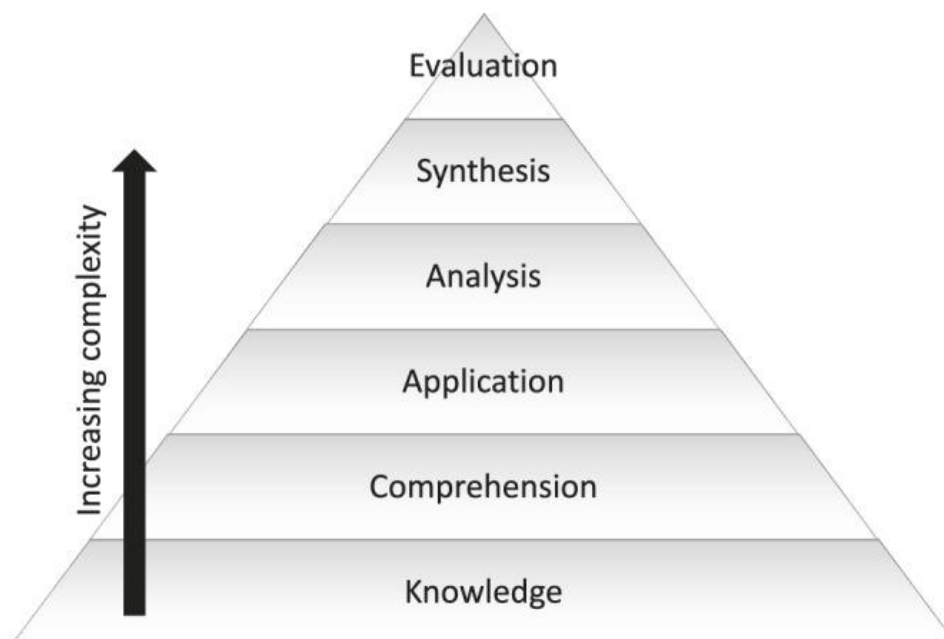 Evaluation
Synthesis
Analysis
Application
Comprehension
Knowledge
Increasing complexity